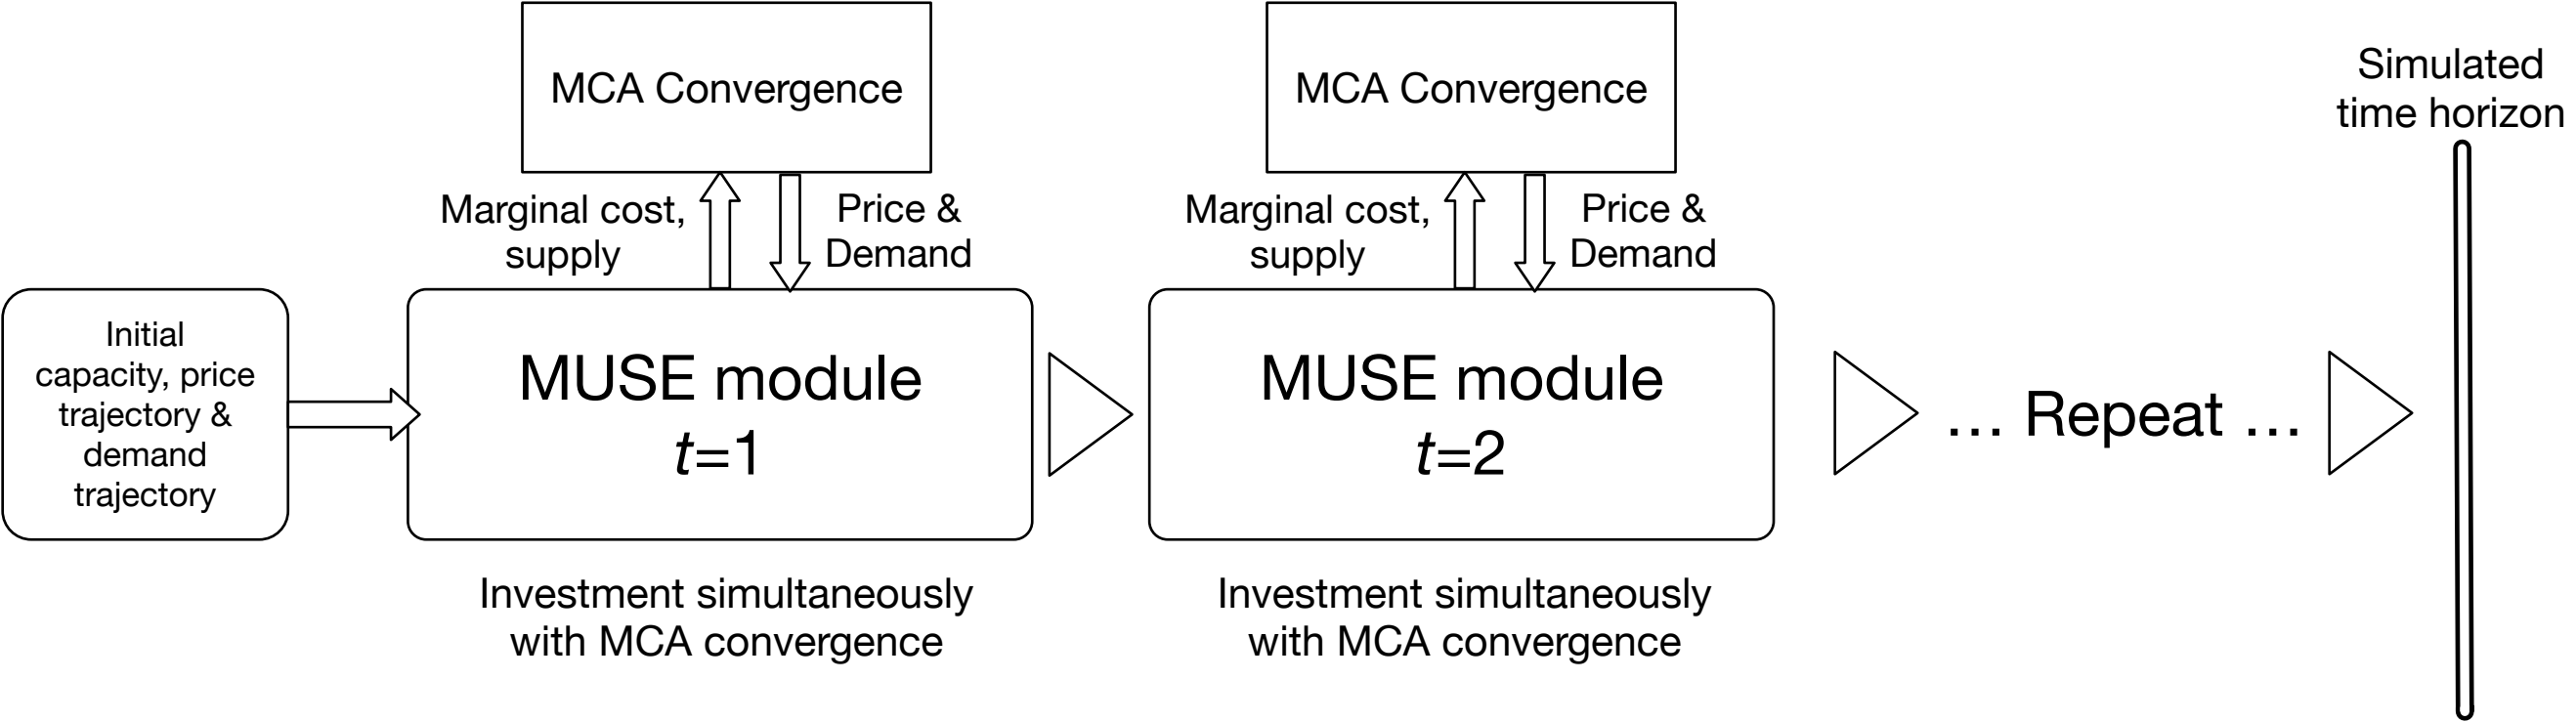 MCA Convergence
MCA Convergence
Simulated
time horizon
Marginal cost,
supply
Price &
Demand
Marginal cost,
supply
Price &
Demand
Initial
capacity, price
trajectory &
demand
trajectory
MUSE module
t=1
MUSE module
t=2
... Repeat ...
Investment simultaneously
with MCA convergence
Investment simultaneously
with MCA convergence